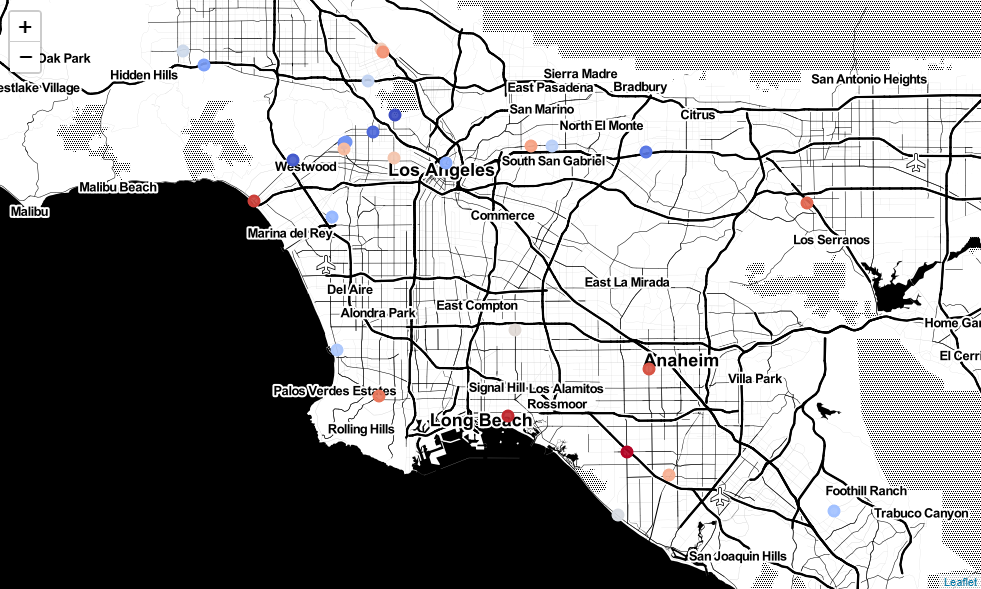 +
−
Oak Park
estlake Village
Hidden Hills
Sierra Madre
East Pasadena
Bradbury
San Antonio Heights
San Marino
Citrus
North El Monte
Westwood
Los Angeles
South San Gabriel
Malibu Beach
Malibu
Commerce
Marina del Rey
Los Serranos
Del Aire
East La Mirada
Alondra Park
East Compton
Home Gar
El Cerri
Anaheim
Villa Park
Palos Verdes Estates
Signal Hill
Los Alamitos
Rossmoor
Long Beach
Rolling Hills
Foothill Ranch
Trabuco Canyon
San Joaquin Hills
Leaflet